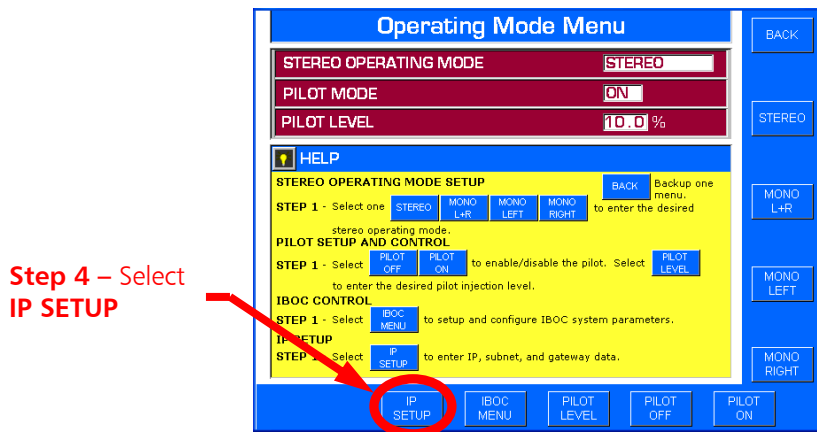 Operating Mode Menu
BACK
STEREO OPERATING MODE STEREO
PILOT MODE ON
PILOT LEVEL 10.0 %
STEREO
HELP
STEREO OPERATING MODE SETUP BACK Backup one menu.
STEP 1 - Select one STEREO MONO L+R MONO LEFT MONO RIGHT to enter the desired
stereo operating mode.
MONO
L+R
PILOT SETUP AND CONTROL
STEP 1 - Select PILOT OFF PILOT ON to enable/disable the pilot. Select PILOT LEVEL
to enter the desired pilot injection level.
MONO
LEFT
IBOC CONTROL
STEP 1 - Select IBOC MENU to setup and configure IBOC system parameters.
IP SETUP
STEP 1 - Select IP SETUP to enter IP, subnet, and gateway data.
MONO
RIGHT
Step 4 – Select
IP SETUP
IP
SETUP
IBOC
MENU
PILOT
LEVEL
PILOT
OFF
PILOT
ON